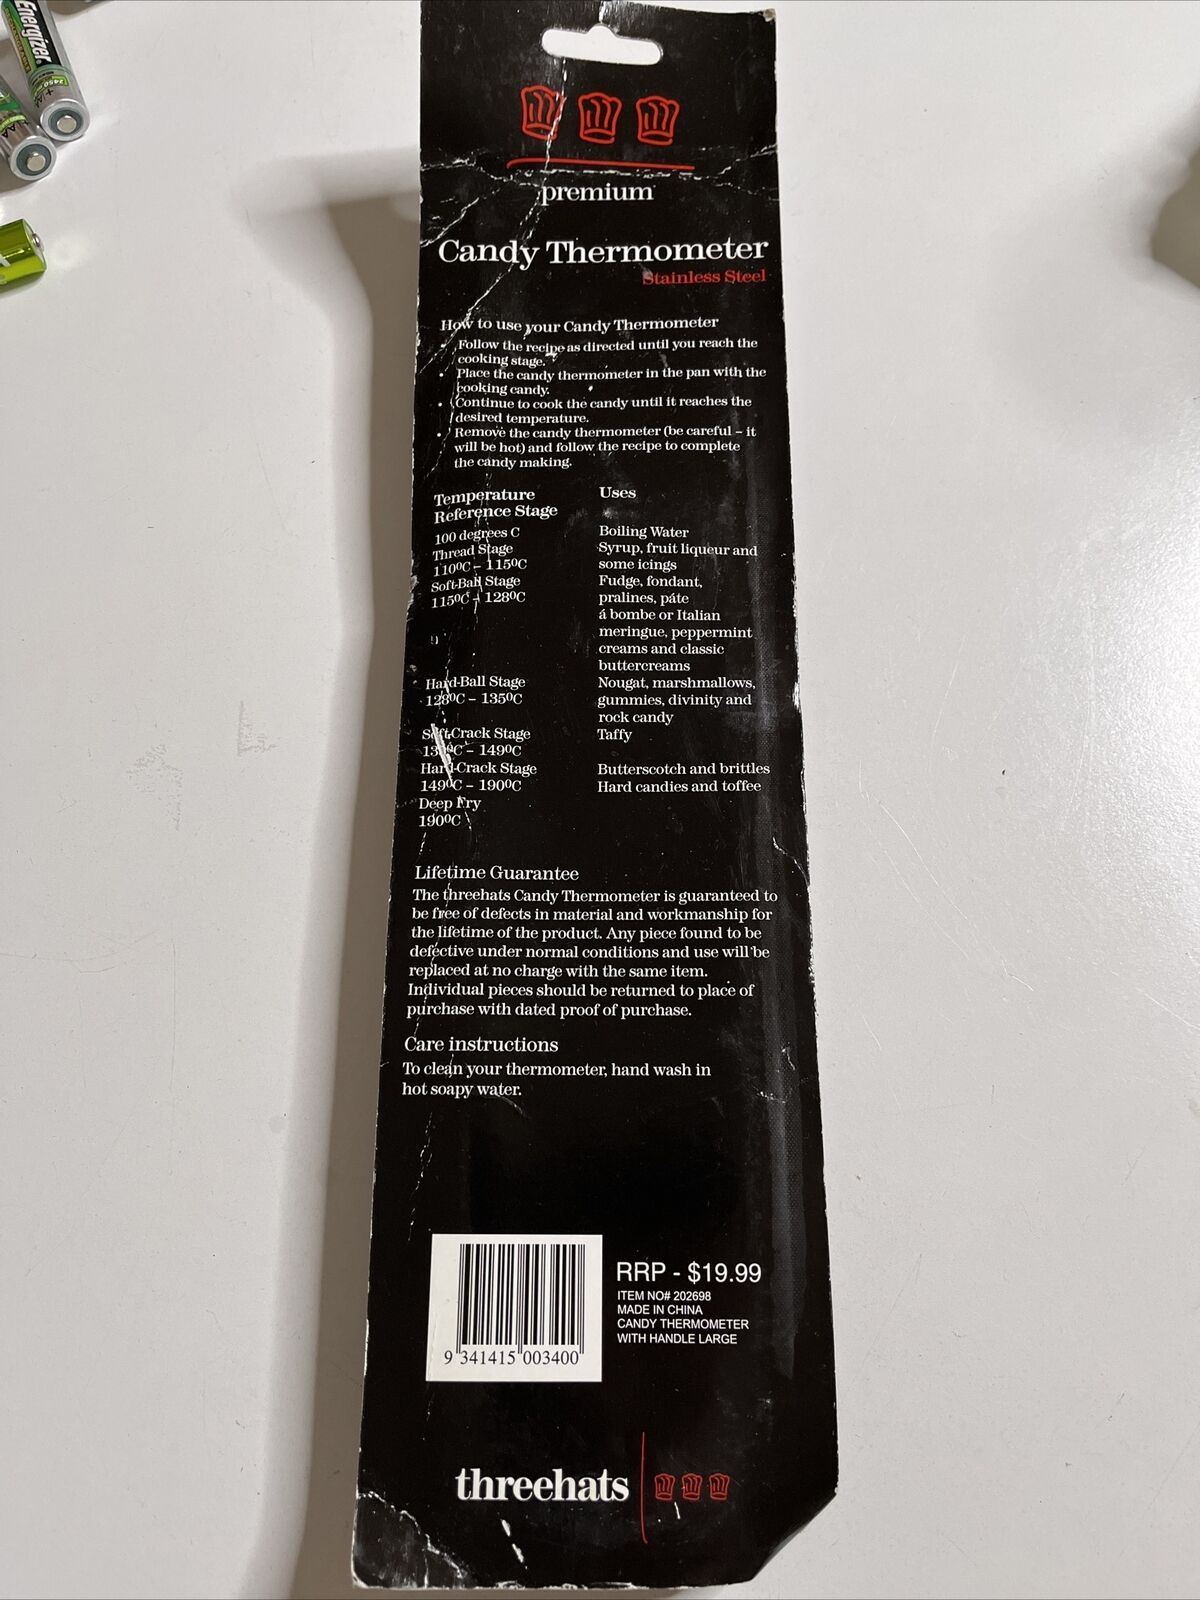 Energizer
premium
Candy Thermometer
Stainless Steel
How to use your Candy Thermometer
• Follow the recipe as directed until you reach the
cooking stage.
• Place the candy thermometer in the pan with the
cooking candy.
• Continue to cook the candy until it reaches the
desired temperature.
• Remove the candy thermometer (be careful – it
will be hot) and follow the recipe to complete
the candy making.
Temperature
Reference Stage
Uses
100 degrees C
Boiling Water
Thread Stage
Syrup, fruit liqueur and
110ºC – 115ºC
some icings
Soft-Ball Stage
Fudge, fondant,
115ºC – 128ºC
pralines, páte
á bombe or Italian
meringue, peppermint
creams and classic
buttercreams
Hard-Ball Stage
Nougat, marshmallows,
128ºC – 135ºC
gummies, divinity and
rock candy
Soft-Crack Stage
Taffy
135ºC – 149ºC
Hard-Crack Stage
Butterscotch and brittles
149ºC – 190ºC
Hard candies and toffee
Deep Fry
190ºC
Lifetime Guarantee
The threehats Candy Thermometer is guaranteed to
be free of defects in material and workmanship for
the lifetime of the product. Any piece found to be
defective under normal conditions and use will be
replaced at no charge with the same item.
Individual pieces should be returned to place of
purchase with dated proof of purchase.
Care instructions
To clean your thermometer, hand wash in
hot soapy water.
9 341415 003400
RRP - $19.99
ITEM NO# 202698
MADE IN CHINA
CANDY THERMOMETER
WITH HANDLE LARGE
threehats